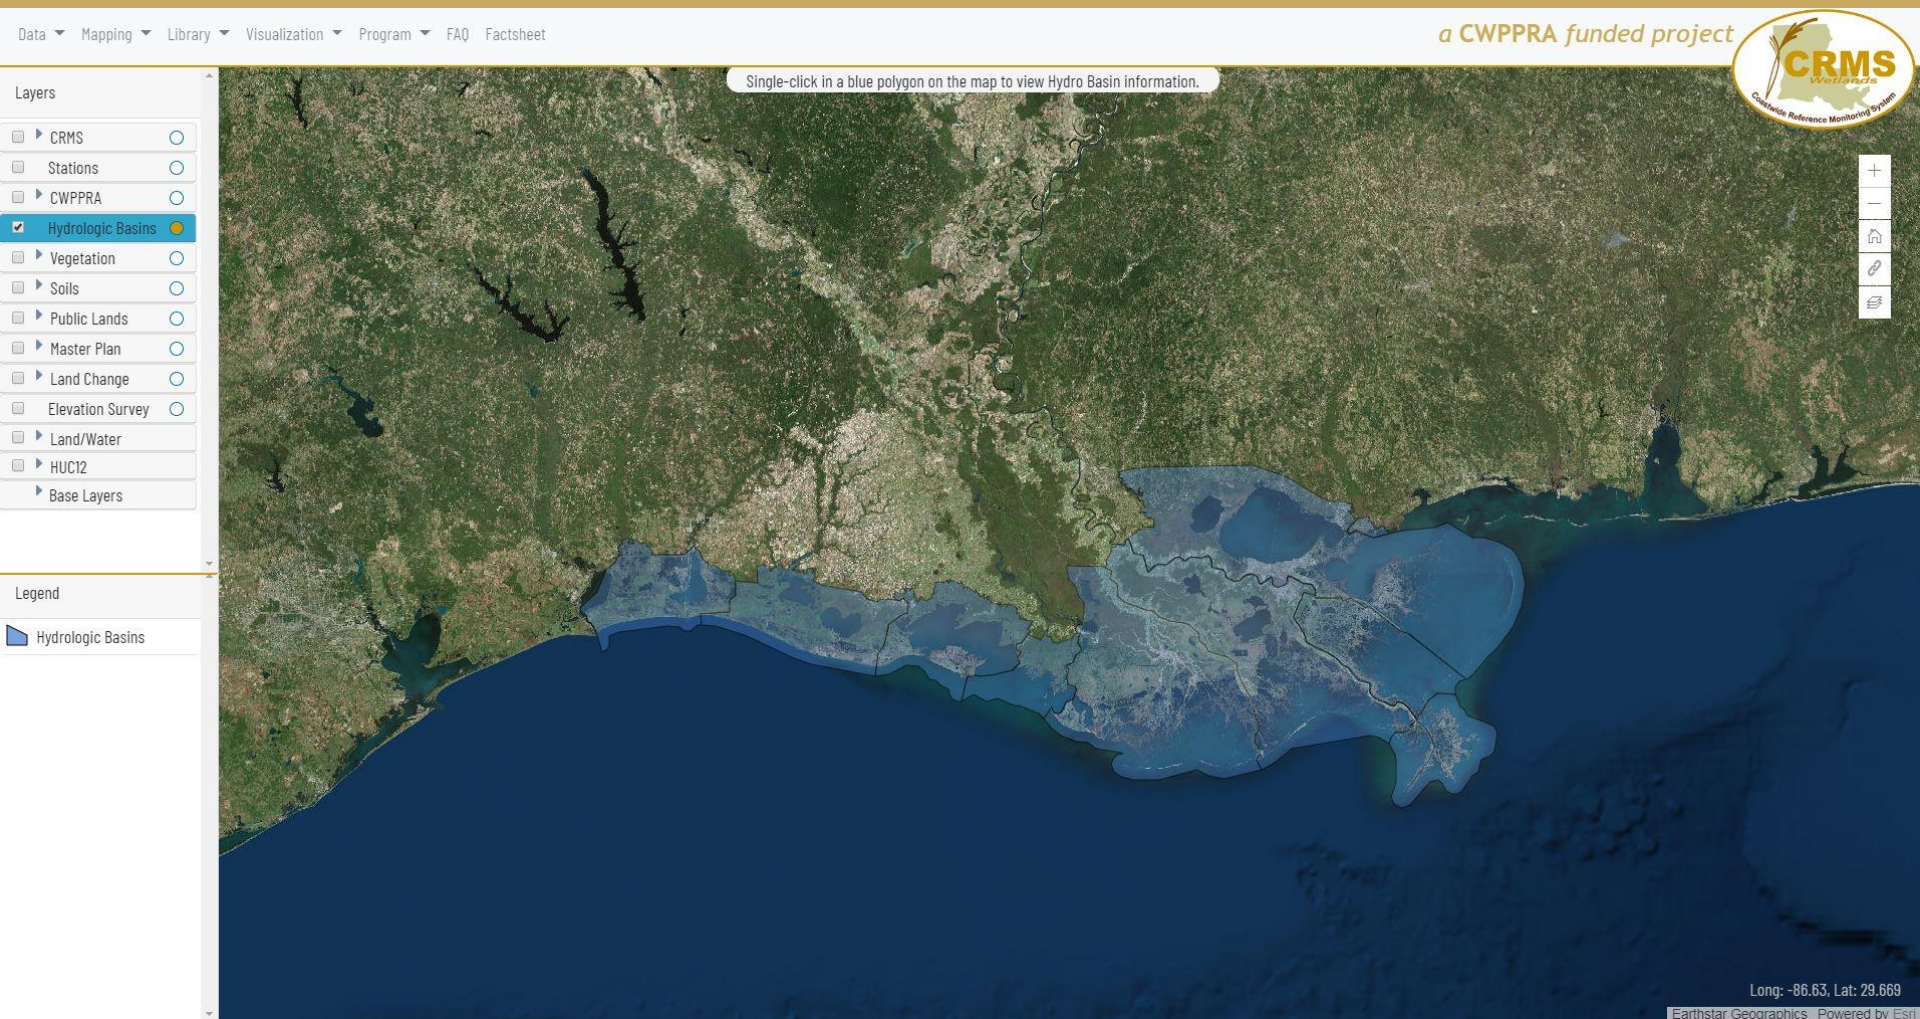 Data Mapping Library Visualization Program FAQ Factsheet
a CWPPRA funded project
CRMS
Wetlands
Coastwide Reference Monitoring System
Single-click in a blue polygon on the map to view Hydro Basin information.
Layers
CRMS
Stations
CWPPRA
Hydrologic Basins
Vegetation
Soils
Public Lands
Master Plan
Land Change
Elevation Survey
Land/Water
HUC12
Base Layers
Legend
Hydrologic Basins
Long: -86.63, Lat: 29.669
Earthstar Geographics Powered by Esri